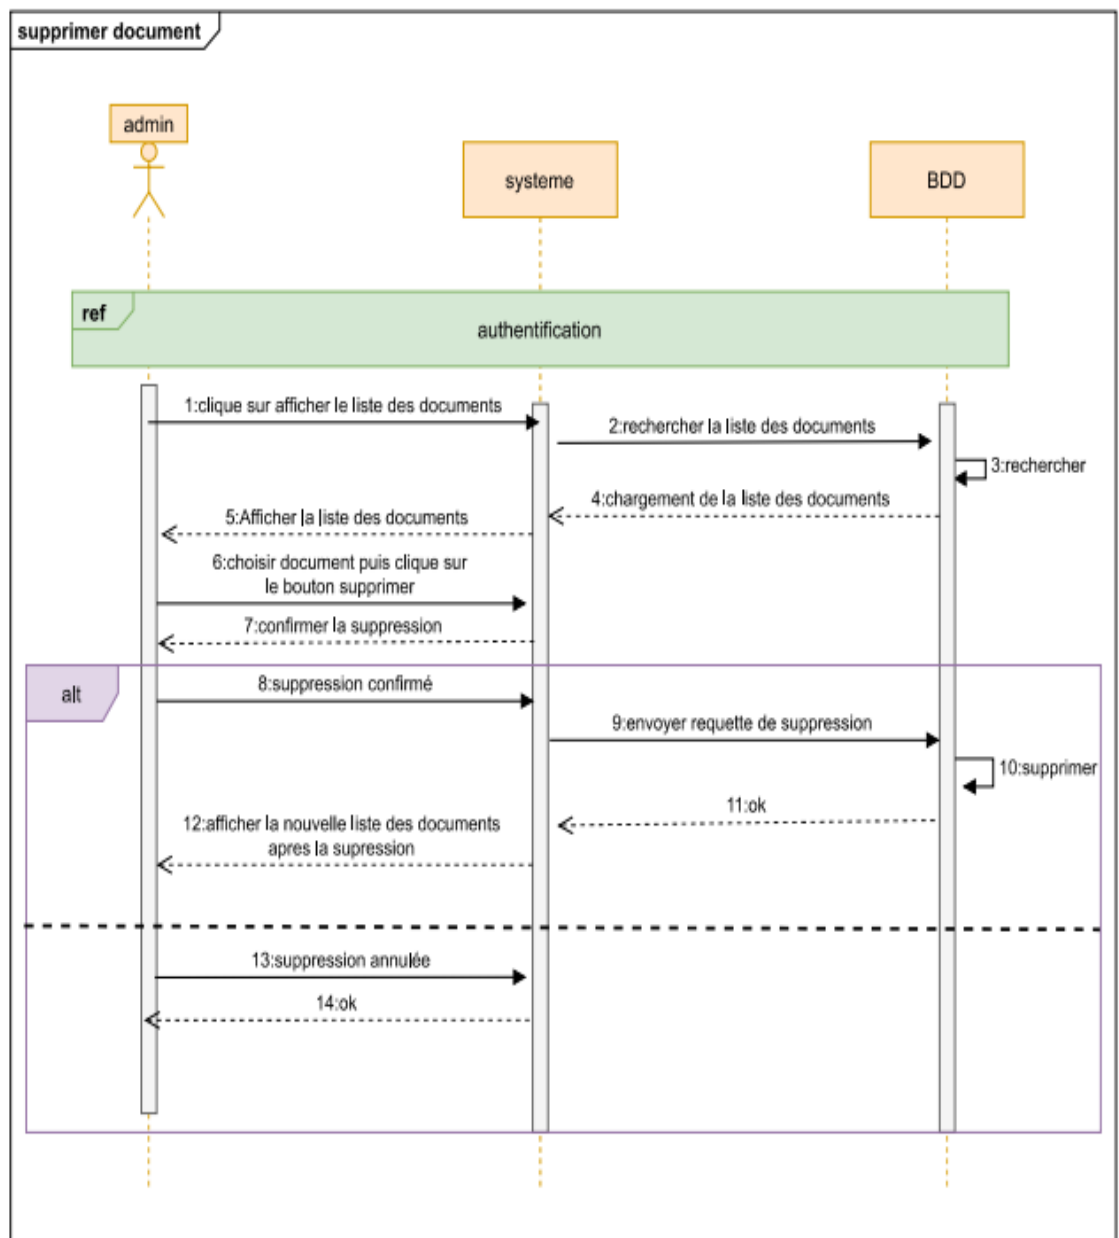 supprimer document
admin
systeme
BDD
ref
authentification
1:clique sur afficher le liste des documents
2:rechercher la liste des documents
3:rechercher
4:chargement de la liste des documents
5:Afficher la liste des documents
6:choisir document puis clique sur
le bouton supprimer
7:confirmer la suppression
alt
8:suppression confirmé
9:envoyer requette de suppression
10:supprimer
11:ok
12:afficher la nouvelle liste des documents
apres la supression
13:suppression annulée
14:ok